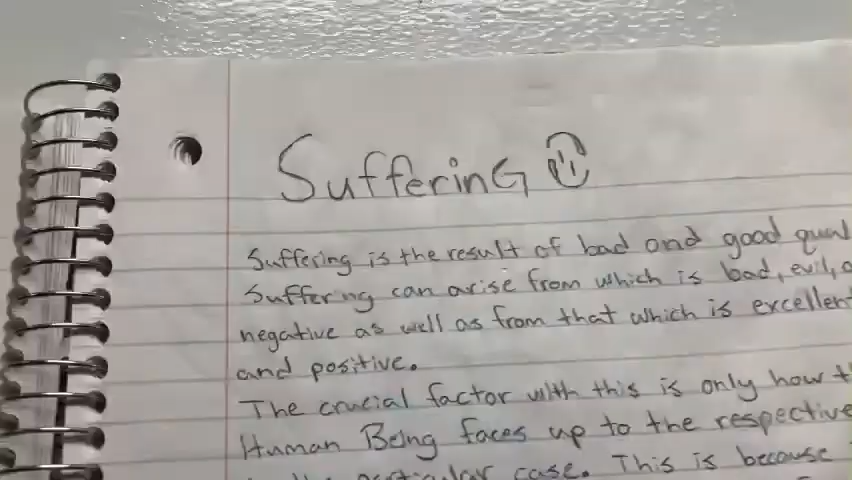 SufferinG
Suffering is the result of bad and good
Suffering can arise from which is bad, evil,
negative as well as from that which is excellent
and positive.
The crucial factor with this is only how
Human Being faces up to the respective
particular case. This is because